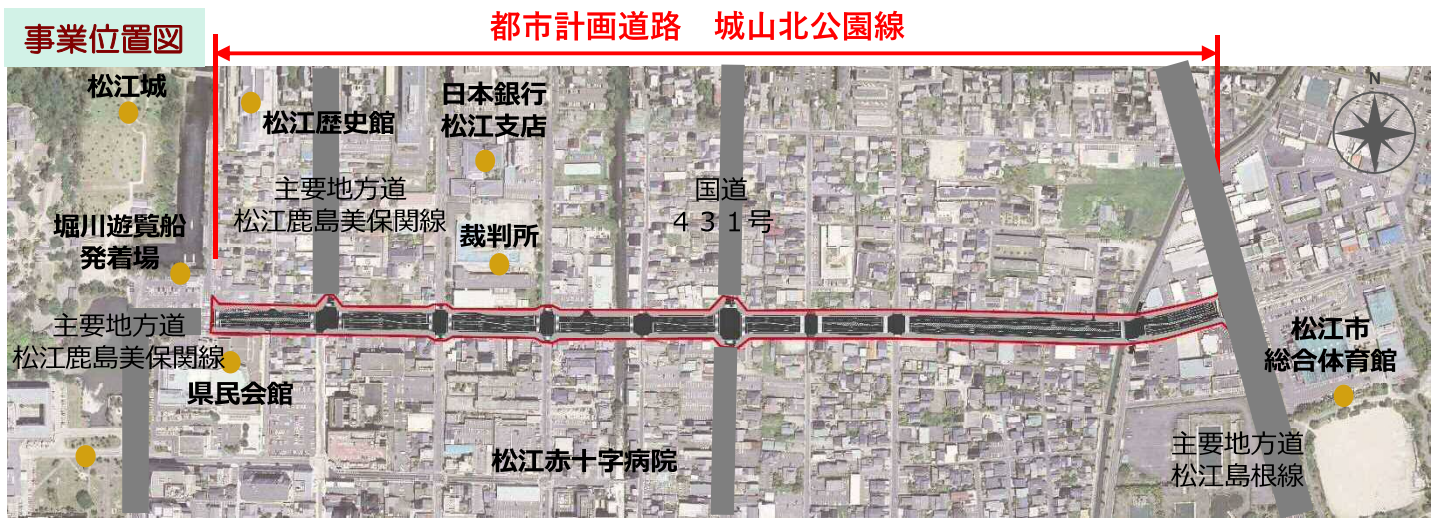 事業位置図
都市計画道路　城山北公園線
松江城
松江歴史館
日本銀行
松江支店
N
主要地方道
松江鹿島美保関線
国道
４３１号
堀川遊覧船
発着場
裁判所
主要地方道
松江鹿島美保関線
県民会館
松江市
総合体育館
松江赤十字病院
主要地方道
松江島根線